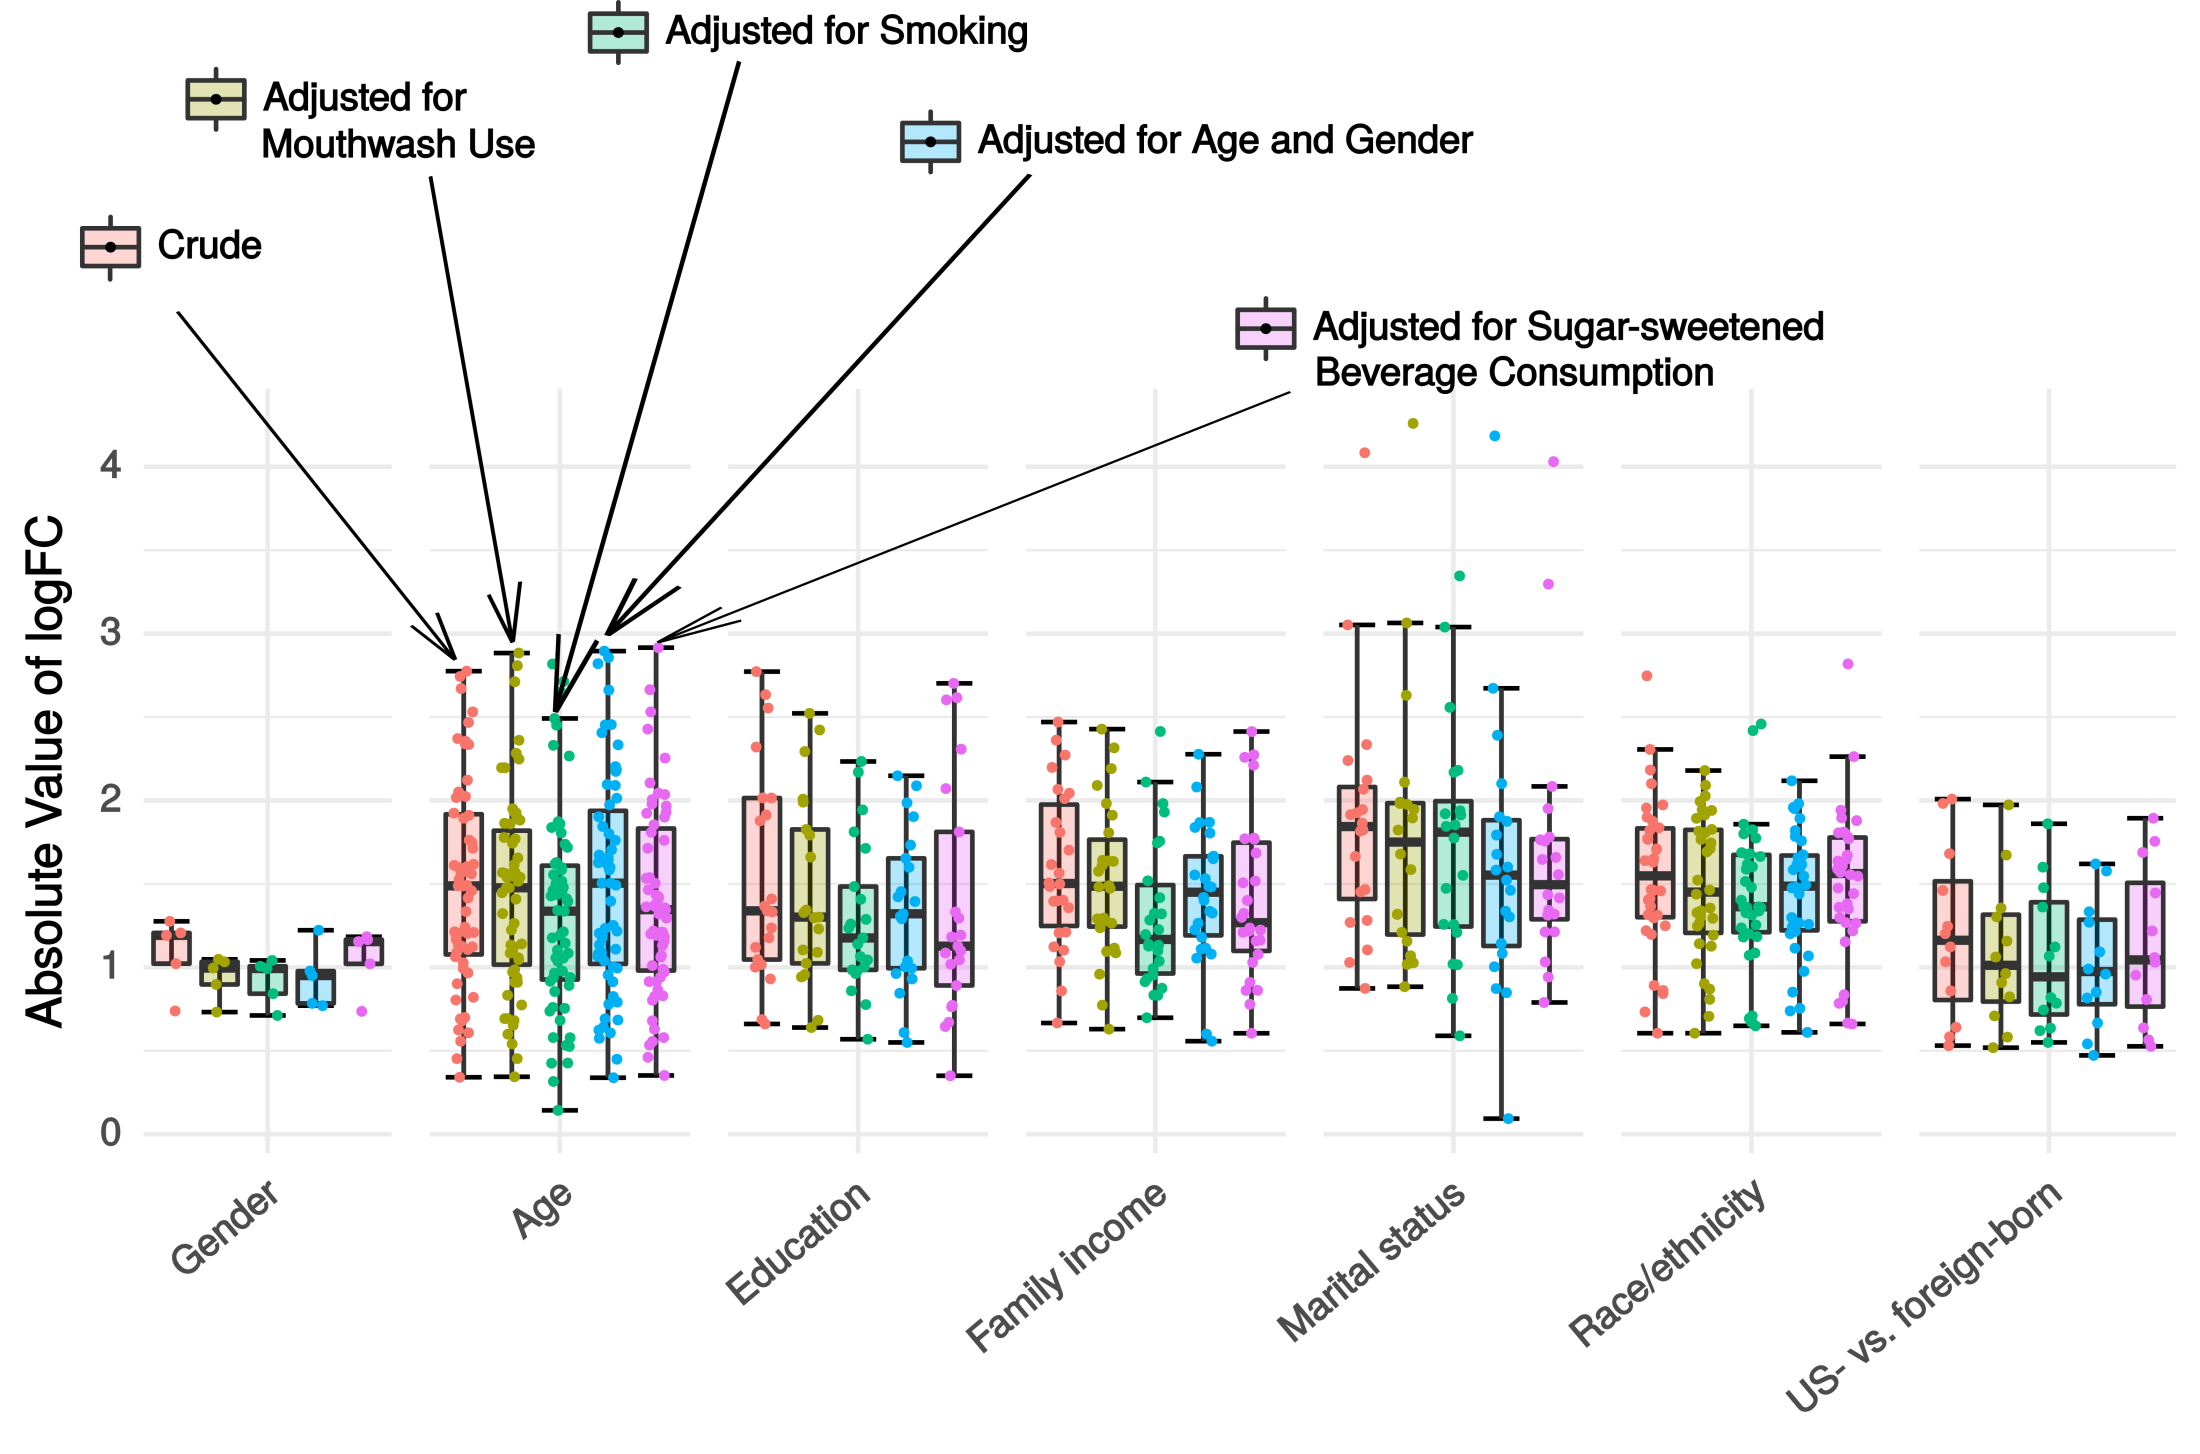 Adjusted for Smoking
Adjusted for
Mouthwash Use
Adjusted for Age and Gender
Crude
Adjusted for Sugar-sweetened
Beverage Consumption
Absolute Value of logFC
4
3
2
1
0
Gender
Age
Education
Family income
Marital status
Race/ethnicity
US- vs. foreign-born